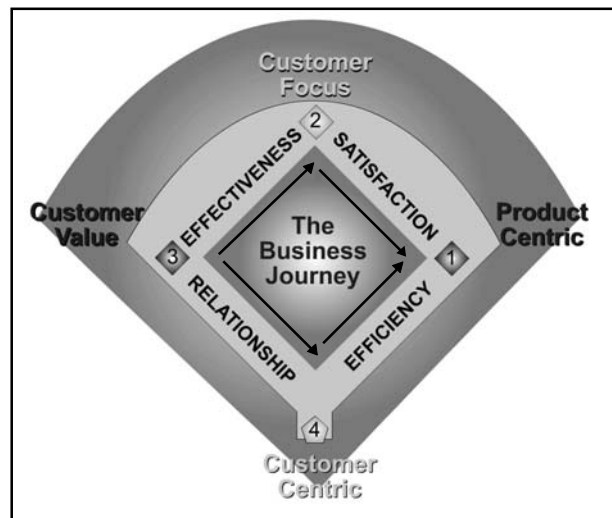 Customer
Focus
2
EFFECTIVENESS
SATISFACTION
Customer
Value
Product
Centric
The
Business
Journey
3
1
RELATIONSHIP
EFFICIENCY
4
Customer
Centric